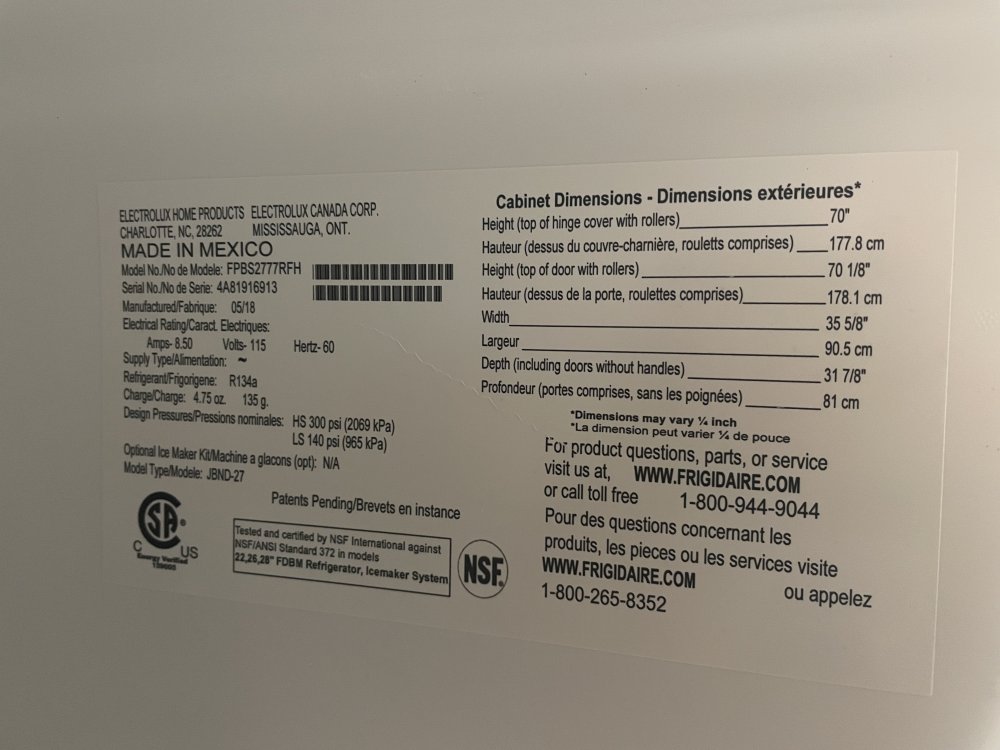 ELECTROLUX HOME PRODUCTS ELECTROLUX CANADA CORP.
CHARLOTTE, NC, 28262 MISSISSAUGA, ONT.
MADE IN MEXICO
Model No./No de Modele: FPBS2777RFH
Serial No./No de Serie: 4A81916913
Manufactured/Fabrique: 05/18
Electrical Rating/Caract. Electriques:
Amps- 8.50 Volts- 115 Hertz- 60
Supply Type/Alimentation: ~
Refrigerant/Frigorigene: R134a
Charge/Charge: 4.75 oz. 135 g.
Design Pressures/Pressions nominales: HS 300 psi (2069 kPa)
LS 140 psi (965 kPa)
Optional Ice Maker Kit/Machine a glacons (opt): N/A
Model Type/Modele: JBND-27
Patents Pending/Brevets en instance
SA
C US
Energy Verified
Tested and certified by NSF International against
NSF/ANSI Standard 372 in models
22,26,28" FDBM Refrigerator, Icemaker System
NSF
Cabinet Dimensions - Dimensions extérieures*
Height (top of hinge cover with rollers) 70"
Hauteur (dessus du couvre-charnière, rouletts comprises) 177.8 cm
Height (top of door with rollers) 70 1/8"
Hauteur (dessus de la porte, roulettes comprises) 178.1 cm
Width 35 5/8"
Largeur 90.5 cm
Depth (including doors without handles) 31 7/8"
Profondeur (portes comprises, sans les poignées) 81 cm
*Dimensions may vary ¼ inch
*La dimension peut varier ¼ de pouce
For product questions, parts, or service
visit us at, WWW.FRIGIDAIRE.COM
or call toll free 1-800-944-9044
Pour des questions concernant les
produits, les pieces ou les services visite
WWW.FRIGIDAIRE.COM ou appelez
1-800-265-8352